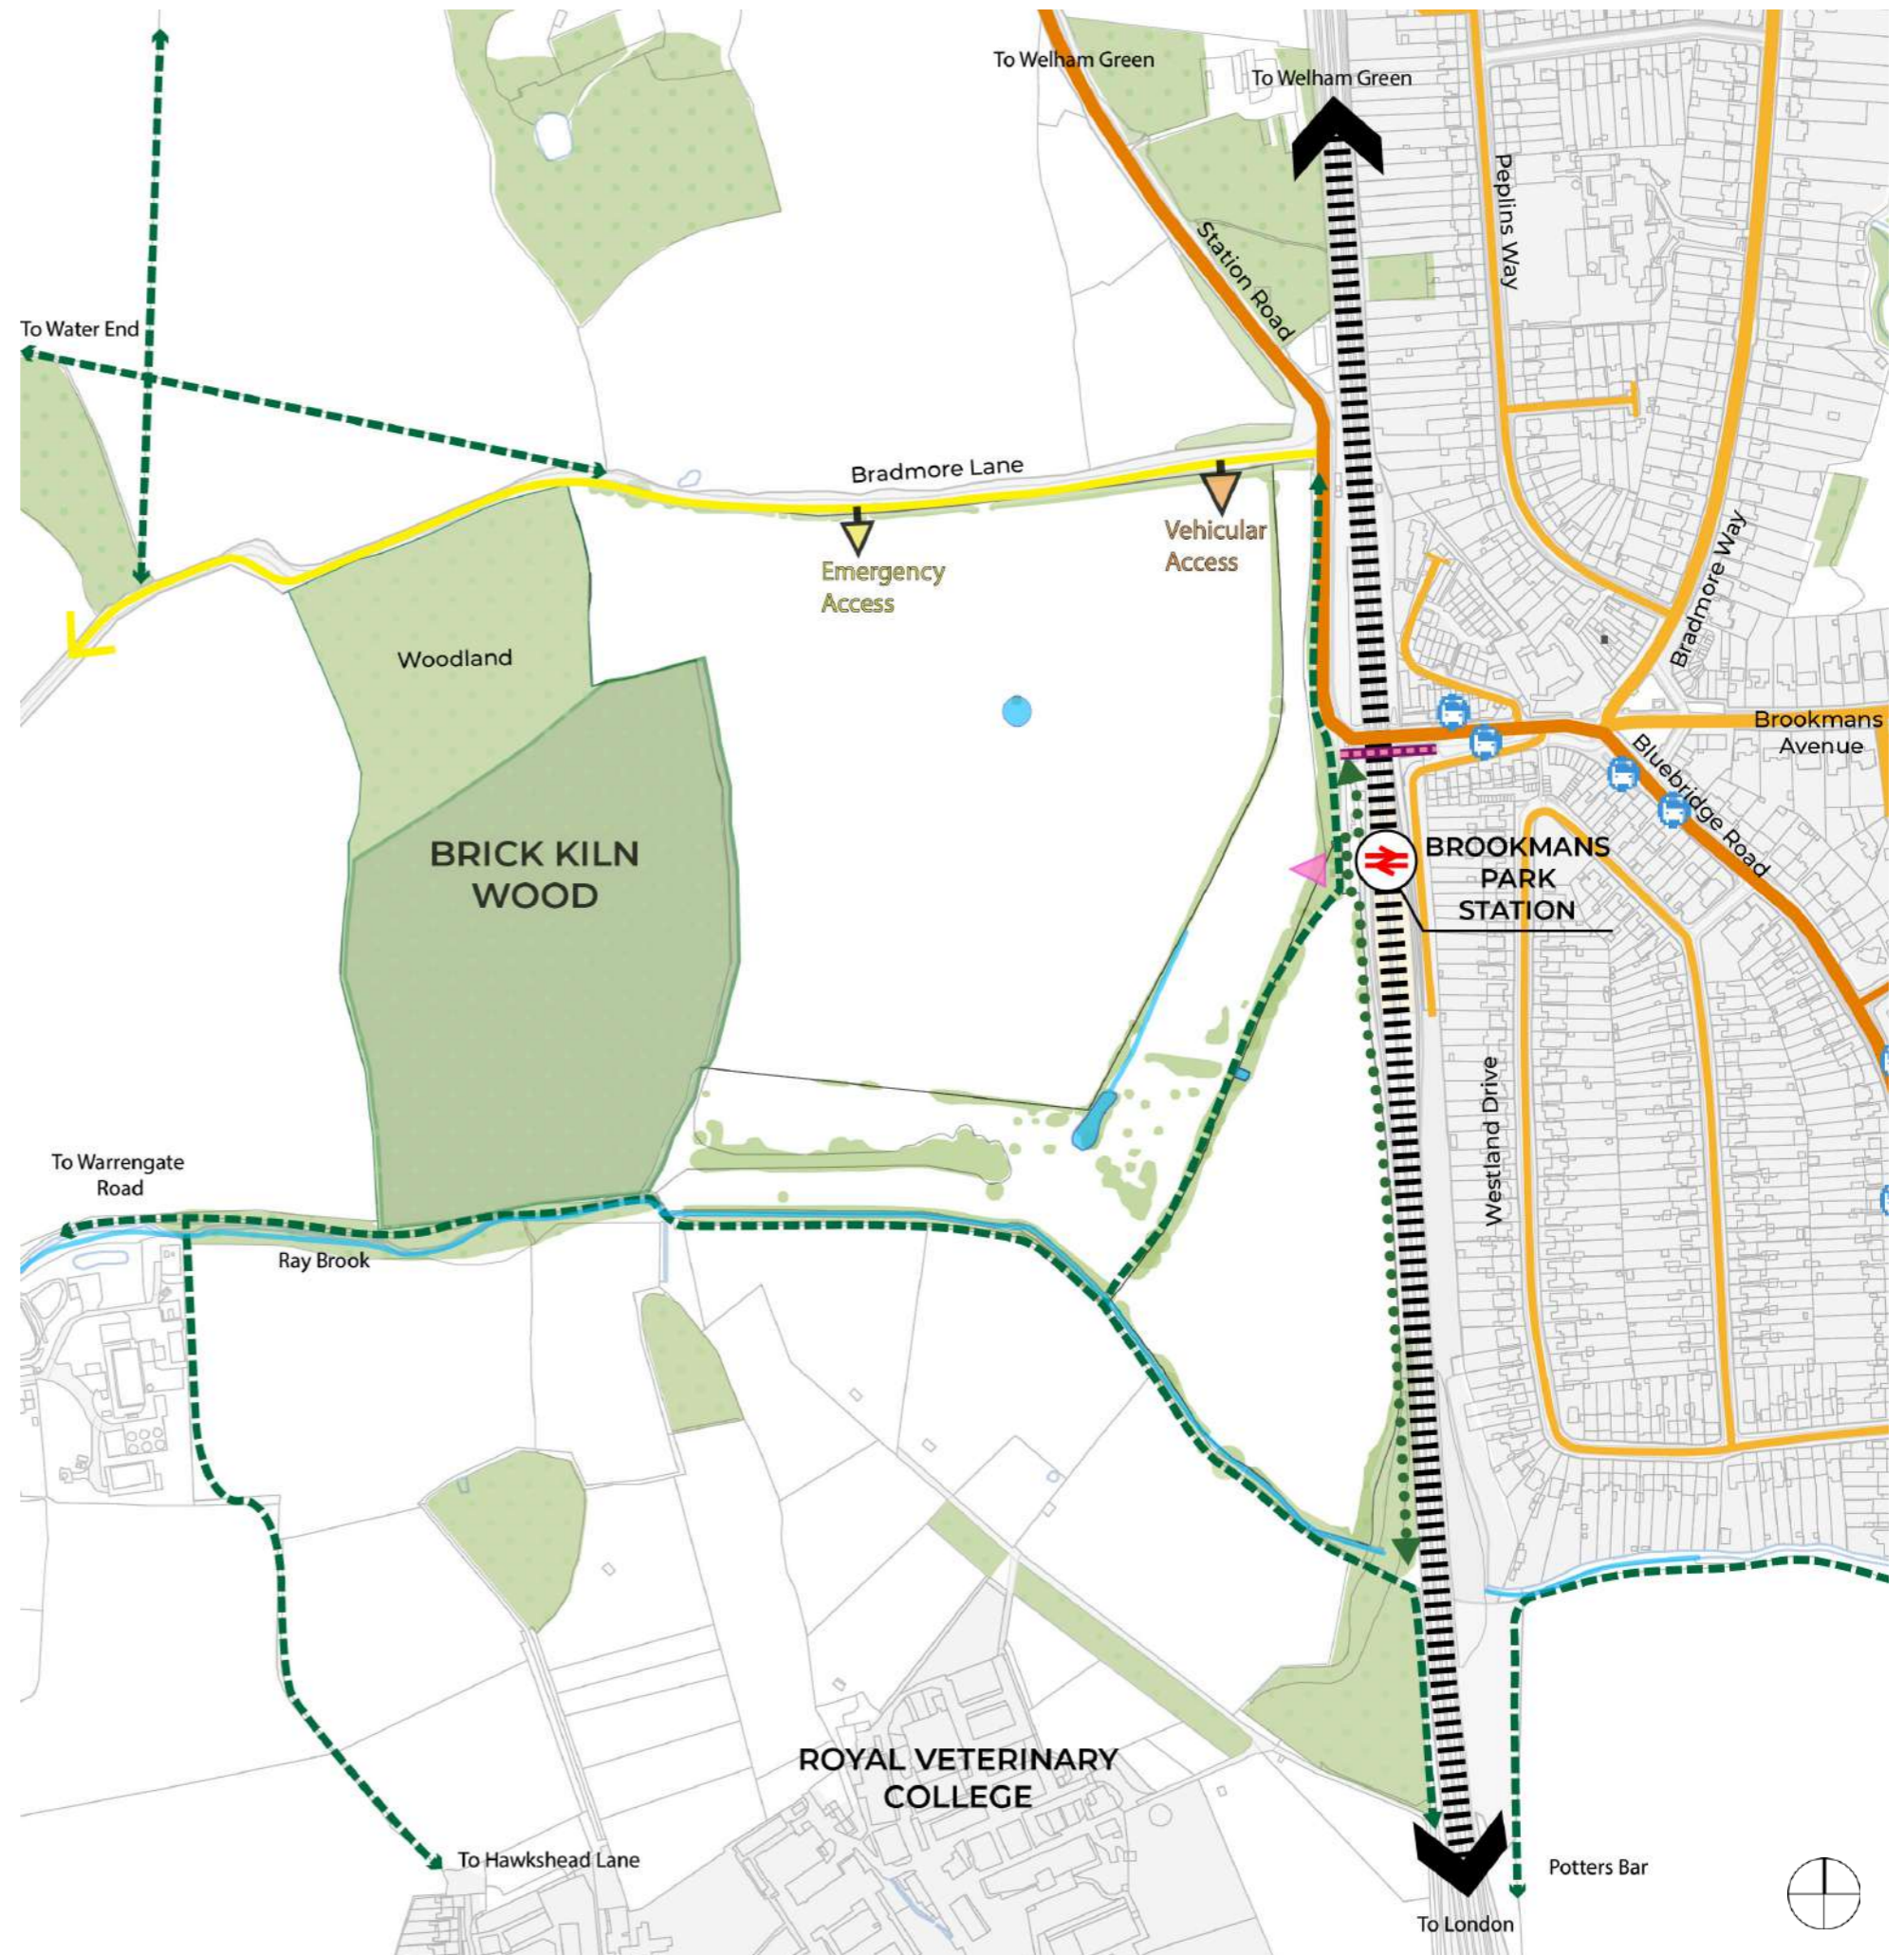 To Welham Green
To Welham Green
Peplins Way
Station Road
To Water End
Bradmore Lane
Vehicular
Access
Emergency
Access
Bradmore Way
Woodland
Brookmans
Avenue
Bluebridge Road
BRICK KILN
WOOD
BROOKMANS
PARK
STATION
Westland Drive
To Warrengate
Road
Ray Brook
ROYAL VETERINARY
COLLEGE
To Hawkshead Lane
Potters Bar
To London